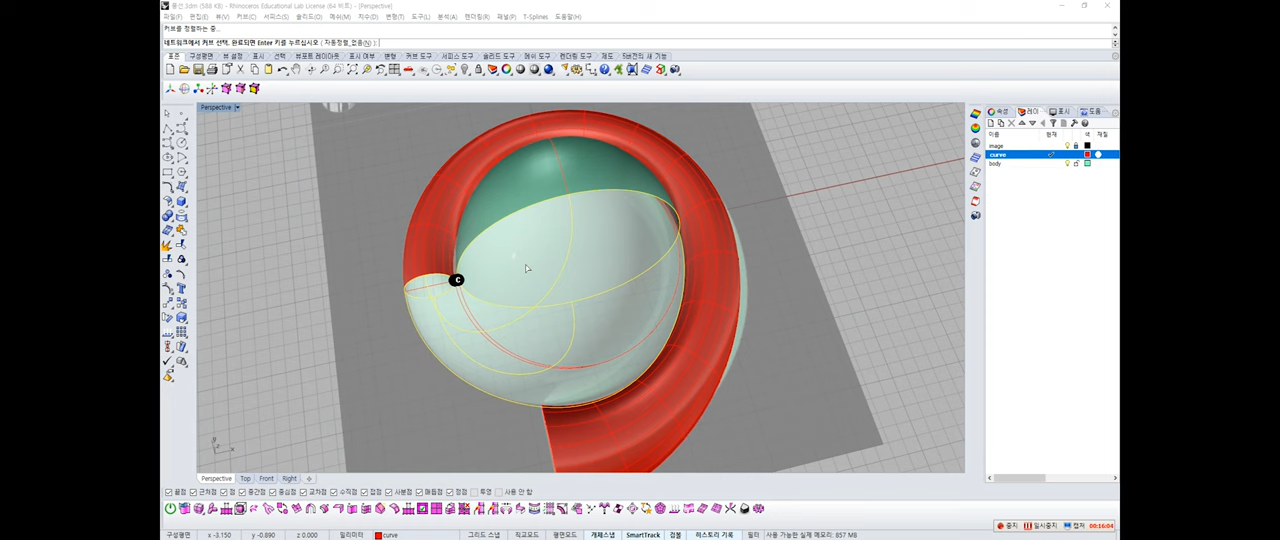 풍선.3dm (588 KB) - Rhinoceros Educational Lab License (64 비트) - [Perspective]
파일(F) 편집(E) 뷰(V) 커브(C) 서피스(S) 솔리드(O) 메쉬(M) 치수(D) 변형(T) 도구(L) 분석(A) 렌더링(R) 패널(P) T-Splines 도움말(H)
커브를 정렬하는 중...
네트워크에서 커브 선택, 완료되면 Enter 키를 누르십시오 ( 자동정렬_없음(N) ):
표준 구성평면 뷰 설정 표시 선택 뷰포트 레이아웃 표시 여부 변형 커브 도구 서피스 도구 솔리드 도구 메쉬 도구 렌더링 도구 제도 5버전의 새 기능
Perspective
속성 레이 표시 도움
이름 현재 색 재질
image
curve
body
C
y
x
Perspective Top Front Right
끝점 근처점 점 중간점 중심점 교차점 수직점 접점 사분점 매듭점 정점 투영 사용 안 함
중지 일시중지 캡처 00:16:04
구성평면 x -3.150 y -0.890 z 0.000 밀리미터 curve 그리드 스냅 직교모드 평면모드 개체스냅 SmartTrack 검볼 히스토리 기록 필터 사용 가능한 실제 메모리: 857 MB